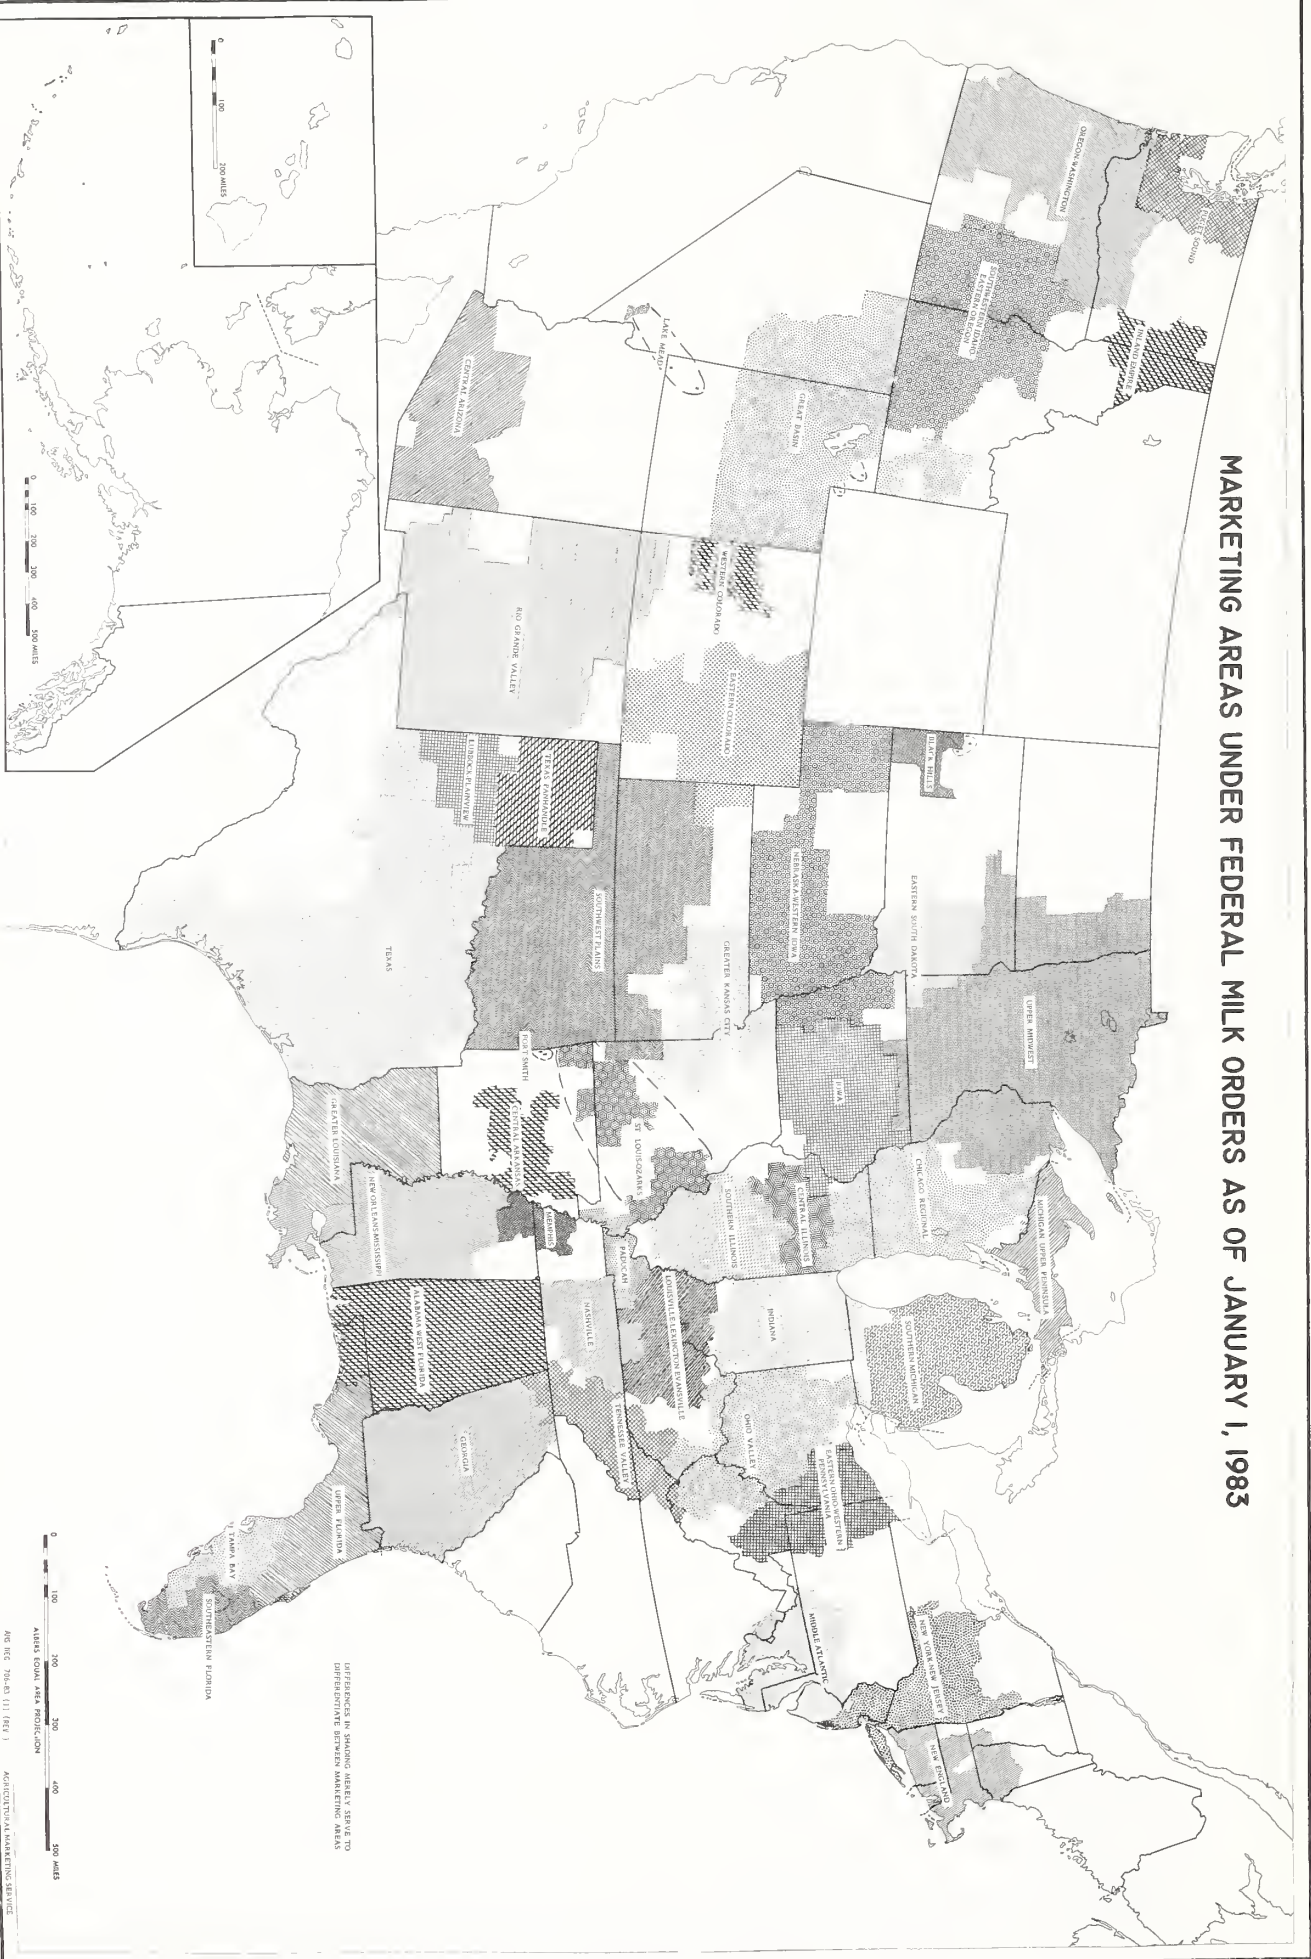 MARKETING AREAS UNDER FEDERAL MILK ORDERS AS OF JANUARY 1, 1983
PUGET SOUND
OREGON-WASHINGTON
INLAND EMPIRE
SOUTHWESTERN IDAHO
EASTERN OREGON
GREAT BASIN
LAKE MEAD
CENTRAL ARIZONA
WESTERN COLORADO
EASTERN COLORADO
RIO GRANDE VALLEY
BLACK HILLS
EASTERN SOUTH DAKOTA
UPPER MIDWEST
NEBRASKA-WESTERN IOWA
IOWA
GREATER KANSAS CITY
SOUTHWEST PLAINS
TEXAS PANHANDLE
LUBBOCK-PLAINVIEW
TEXAS
FORT SMITH
CENTRAL ARKANSAS
ST LOUIS-OZARKS
GREATER LOUISIANA
NEW ORLEANS-MISSISSIPPI
MEMPHIS
CHICAGO REGIONAL
MICHIGAN UPPER PENINSULA
SOUTHERN MICHIGAN
CENTRAL ILLINOIS
SOUTHERN ILLINOIS
INDIANA
PADUCAH
LOUISVILLE-LEXINGTON-EVANSVILLE
NASHVILLE
TENNESSEE VALLEY
OHIO VALLEY
EASTERN OHIO-WESTERN
PENNSYLVANIA
ALABAMA-WEST FLORIDA
GEORGIA
UPPER FLORIDA
TAMPA BAY
SOUTHEASTERN FLORIDA
MIDDLE ATLANTIC
NEW YORK-NEW JERSEY
NEW ENGLAND
DIFFERENCES IN SHADING MERELY SERVE TO
DIFFERENTIATE BETWEEN MARKETING AREAS
0 100 200 MILES
0 100 200 300 400 500 MILES
0 100 200 300 400 500 MILES
ALBERS EQUAL AREA PROJECTION
AGRICULTURAL MARKETING SERVICE